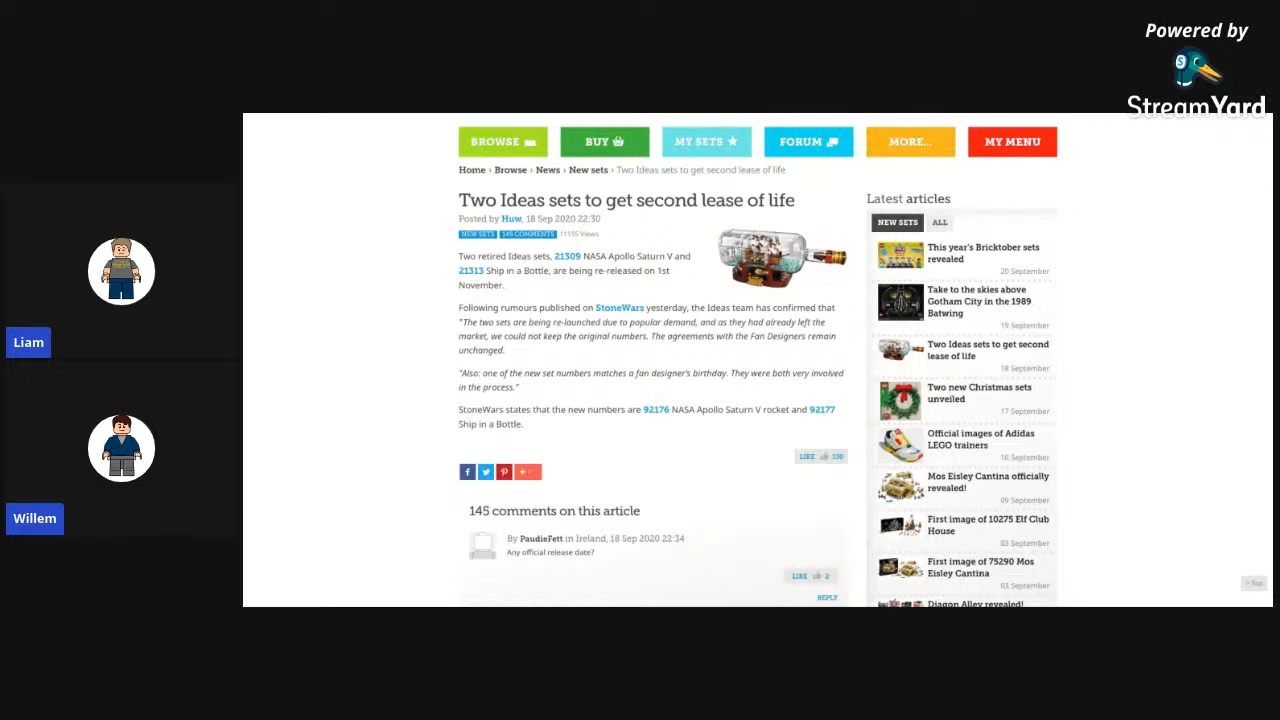 Powered by
StreamYard
BROWSE
BUY
MY SETS
FORUM
MORE...
MY MENU
Home › Browse › News › New sets › Two Ideas sets to get second lease of life
Two Ideas sets to get second lease of life
Posted by Huw, 18 Sep 2020 22:30
NEW SETS 145 COMMENTS 11155 Views
Two retired Ideas sets, 21309 NASA Apollo Saturn V and
21313 Ship in a Bottle, are being re-released on 1st
November.
Following rumours published on StoneWars yesterday, the Ideas team has confirmed that
"The two sets are being re-launched due to popular demand, and as they had already left the
market, we could not keep the original numbers. The agreements with the Fan Designers remain
unchanged.
"Also: one of the new set numbers matches a fan designer's birthday. They were both very involved
in the process."
StoneWars states that the new numbers are 92176 NASA Apollo Saturn V rocket and 92177
Ship in a Bottle.
LIKE 130
145 comments on this article
By PaudieFett in Ireland, 18 Sep 2020 22:34
Any official release date?
LIKE 2
REPLY
Latest articles
NEW SETS ALL
This year's Bricktober sets
revealed
20 September
Take to the skies above
Gotham City in the 1989
Batwing
19 September
Two Ideas sets to get second
lease of life
18 September
Two new Christmas sets
unveiled
17 September
Official images of Adidas
LEGO trainers
16 September
Mos Eisley Cantina officially
revealed!
09 September
First image of 10275 Elf Club
House
03 September
First image of 75290 Mos
Eisley Cantina
03 September
Diagon Alley revealed!
Top
Liam
Willem